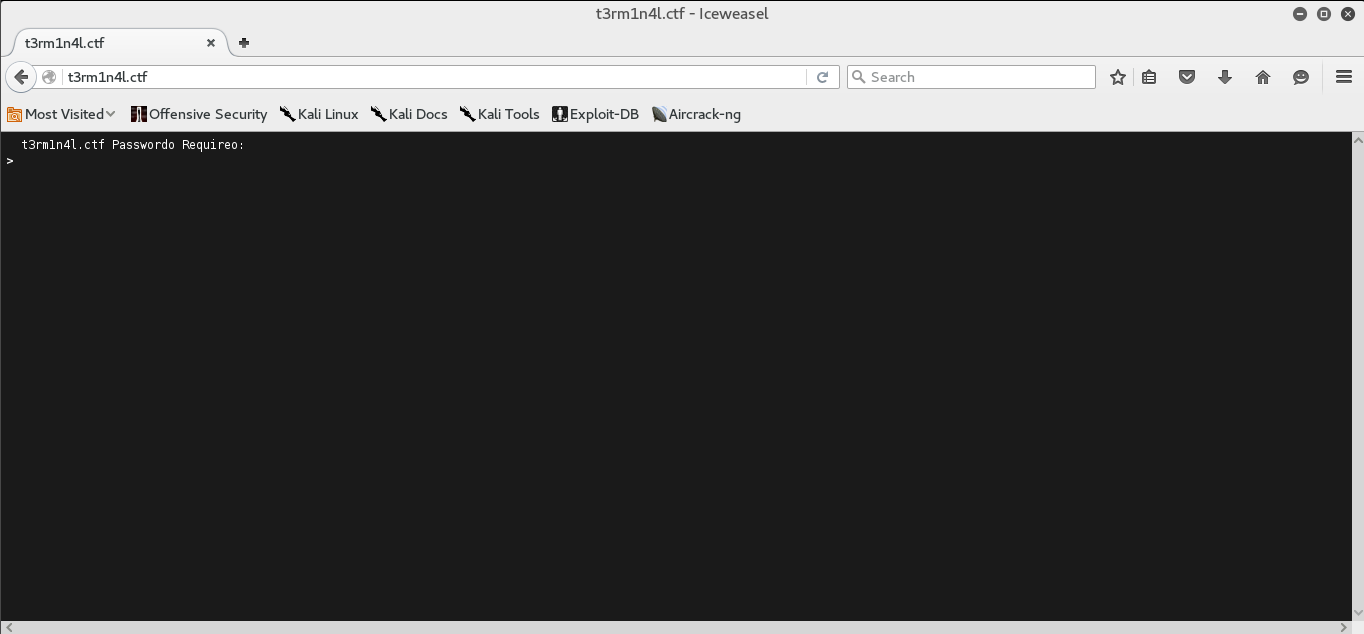 t3rm1n4l.ctf - Iceweasel
t3rm1n4l.ctf
t3rm1n4l.ctf
Search
Most Visited
Offensive Security
Kali Linux
Kali Docs
Kali Tools
Exploit-DB
Aircrack-ng
t3rm1n4l.ctf Passwordo Requireo:
>